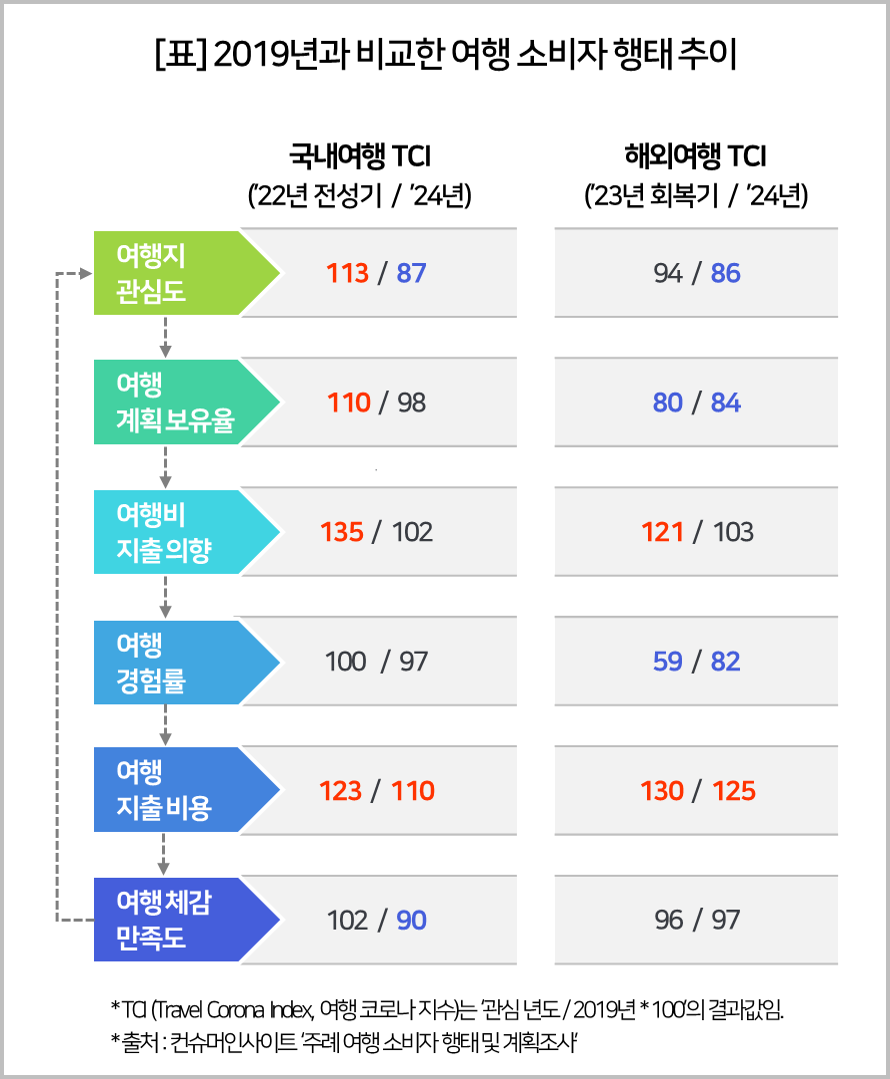 [표] 2019년과 비교한 여행 소비자 행태 추이
국내여행 TCI
('22년 전성기 / '24년)
해외여행 TCI
('23년 회복기 / '24년)
여행지
관심도
113 / 87
94 / 86
여행
계획 보유율
110 / 98
80 / 84
여행비
지출 의향
135 / 102
121 / 103
여행
경험률
100 / 97
59 / 82
여행
지출 비용
123 / 110
130 / 125
여행 체감
만족도
102 / 90
96 / 97
* TCI (Travel Corona Index, 여행 코로나 지수)는 '관심 년도 / 2019년 * 100'의 결과값임.
* 출처 : 컨슈머인사이트 '주례 여행 소비자 행태 및 계획조사'